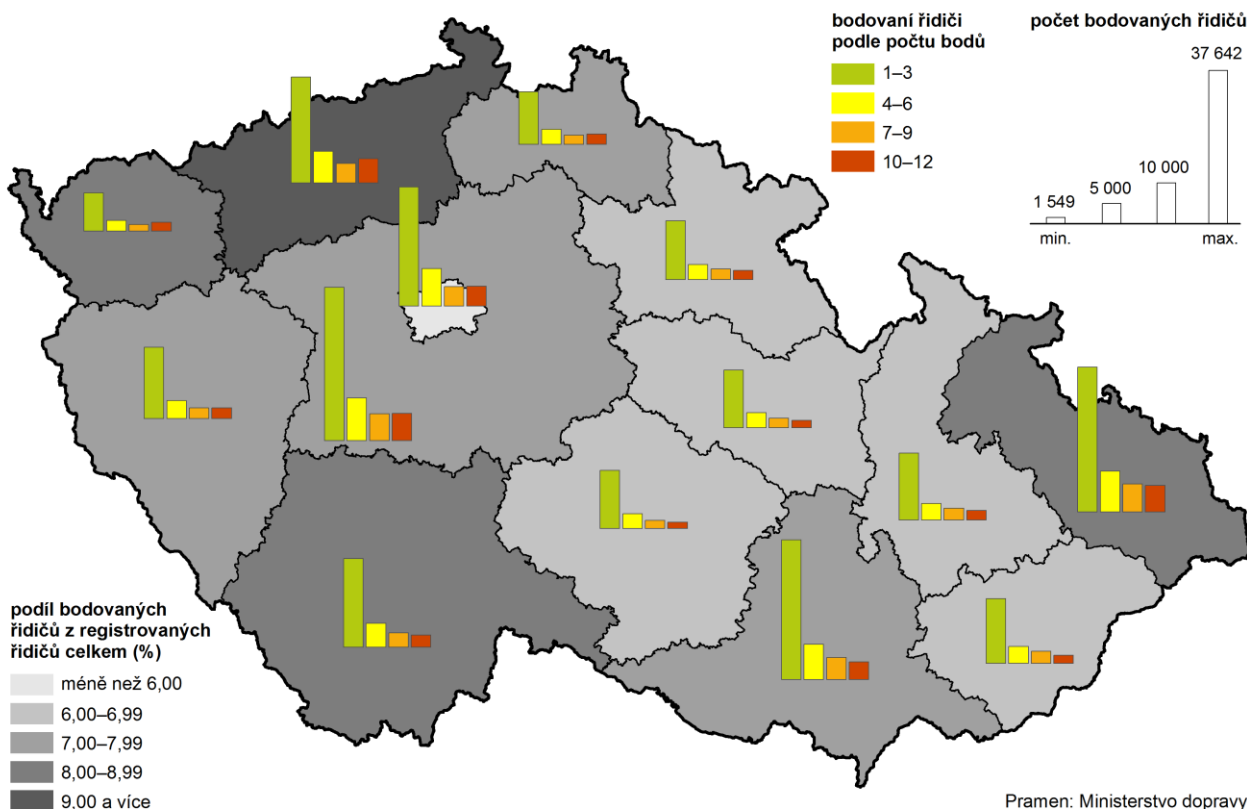 bodovaní řidiči
podle počtu bodů
1–3
4–6
7–9
10–12
počet bodovaných řidičů
37 642
10 000
5 000
1 549
min.
max.
podíl bodovaných
řidičů z registrovaných
řidičů celkem (%)
méně než 6,00
6,00–6,99
7,00–7,99
8,00–8,99
9,00 a více
Pramen: Ministerstvo dopravy